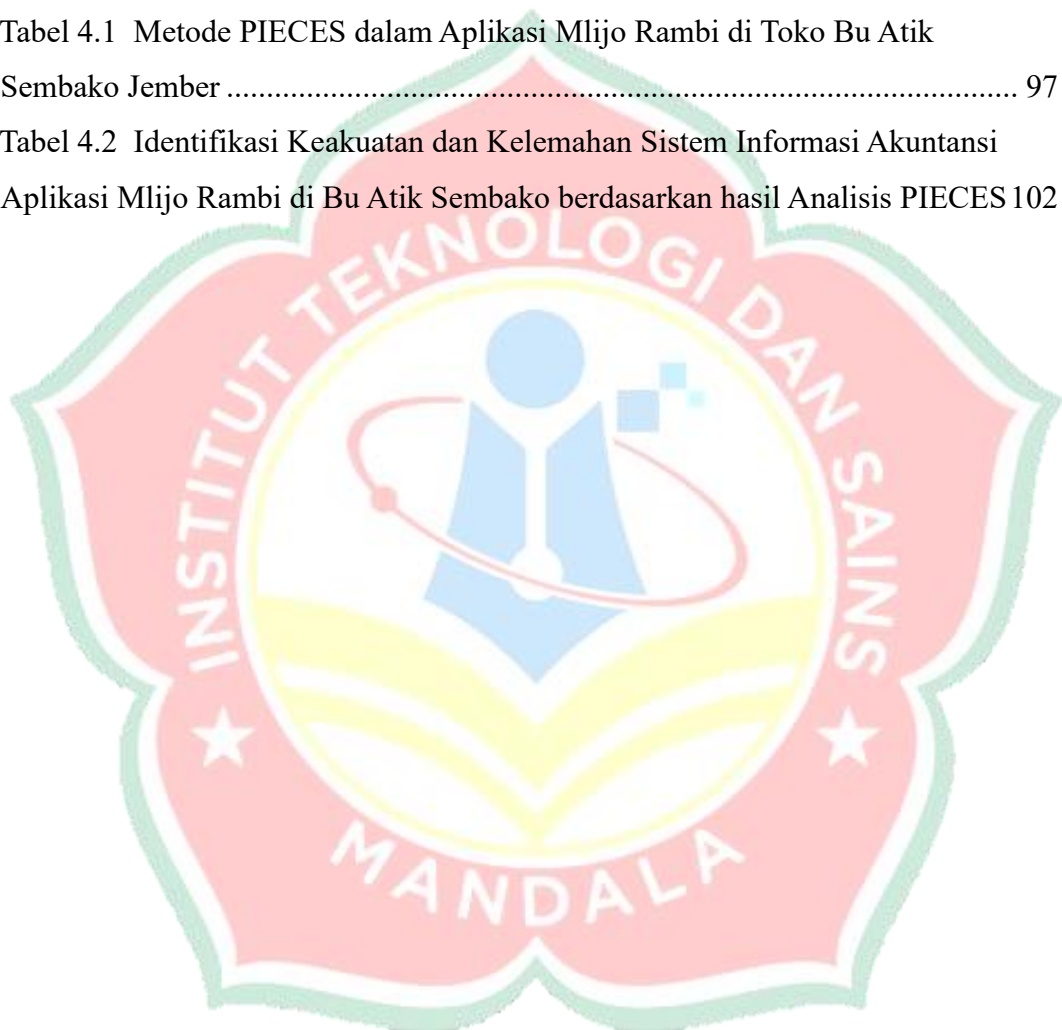 Tabel 4.1 Metode PIECES dalam Aplikasi Mlijo Rambi di Toko Bu Atik
Sembako Jember .................................................................................................... 97
Tabel 4.2 Identifikasi Keakuatan dan Kelemahan Sistem Informasi Akuntansi
Aplikasi Mlijo Rambi di Bu Atik Sembako berdasarkan hasil Analisis PIECES 102
INSTITUT TEKNOLOGI DAN SAINS
MANDALA